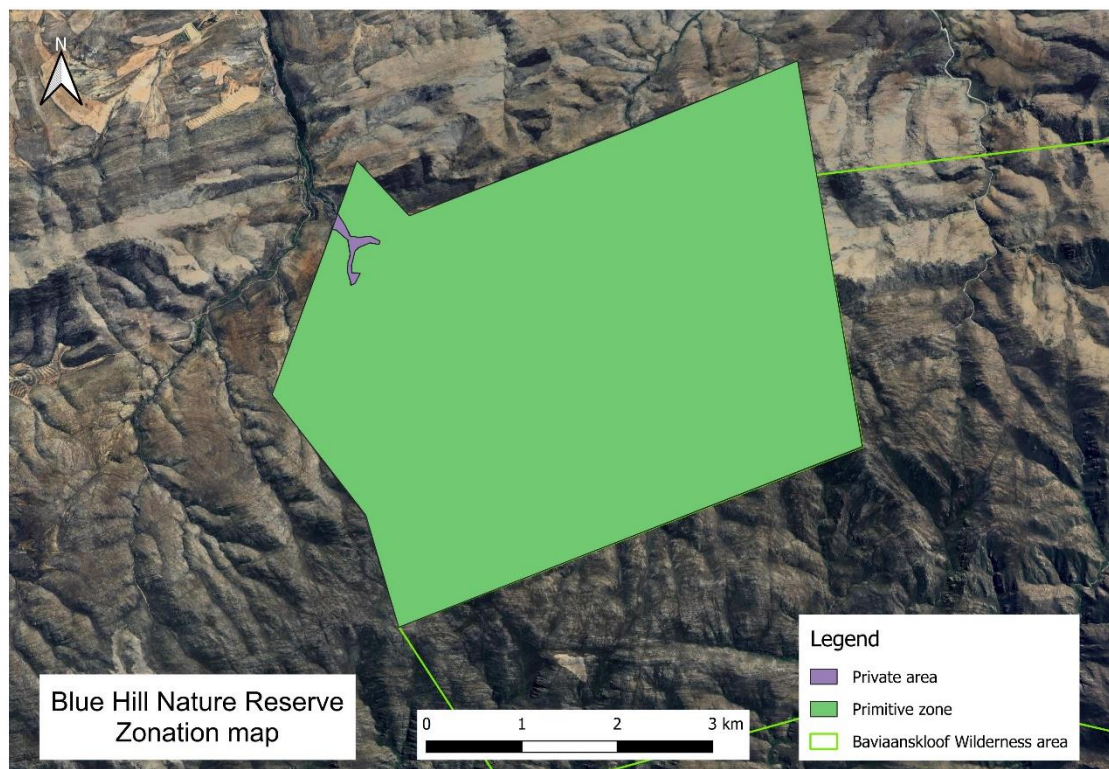 N
Blue Hill Nature Reserve
Zonation map
0 1 2 3 km
Legend
Private area
Primitive zone
Baviaanskloof Wilderness area